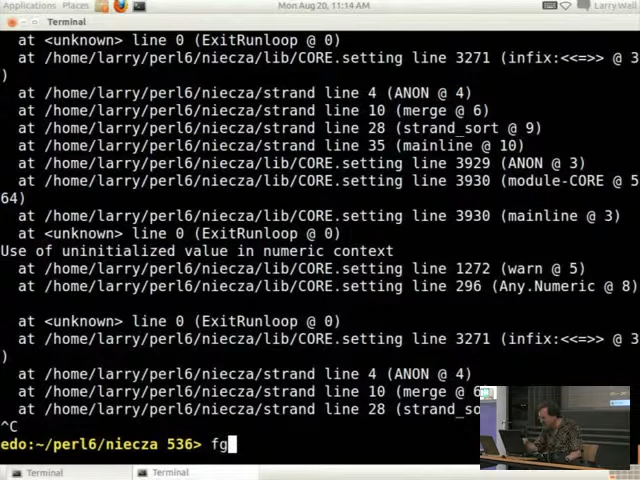 Applications Places Mon Aug 20, 11:14 AM Larry Wall
Terminal
at <unknown> line 0 (ExitRunloop @ 0)
at /home/larry/perl6/niecza/lib/CORE.setting line 3271 (infix:<<=>> @ 3
)
at /home/larry/perl6/niecza/strand line 4 (ANON @ 4)
at /home/larry/perl6/niecza/strand line 10 (merge @ 6)
at /home/larry/perl6/niecza/strand line 28 (strand_sort @ 9)
at /home/larry/perl6/niecza/strand line 35 (mainline @ 10)
at /home/larry/perl6/niecza/lib/CORE.setting line 3929 (ANON @ 3)
at /home/larry/perl6/niecza/lib/CORE.setting line 3930 (module-CORE @ 5
64)
at /home/larry/perl6/niecza/lib/CORE.setting line 3930 (mainline @ 3)
at <unknown> line 0 (ExitRunloop @ 0)
Use of uninitialized value in numeric context
at /home/larry/perl6/niecza/lib/CORE.setting line 1272 (warn @ 5)
at /home/larry/perl6/niecza/lib/CORE.setting line 296 (Any.Numeric @ 8)
at <unknown> line 0 (ExitRunloop @ 0)
at /home/larry/perl6/niecza/lib/CORE.setting line 3271 (infix:<<=>> @ 3
)
at /home/larry/perl6/niecza/strand line 4 (ANON @ 4)
at /home/larry/perl6/niecza/strand line 10 (merge @ 6
at /home/larry/perl6/niecza/strand line 28 (strand_so
^C
edo:~/perl6/niecza 536> fg
Terminal Terminal